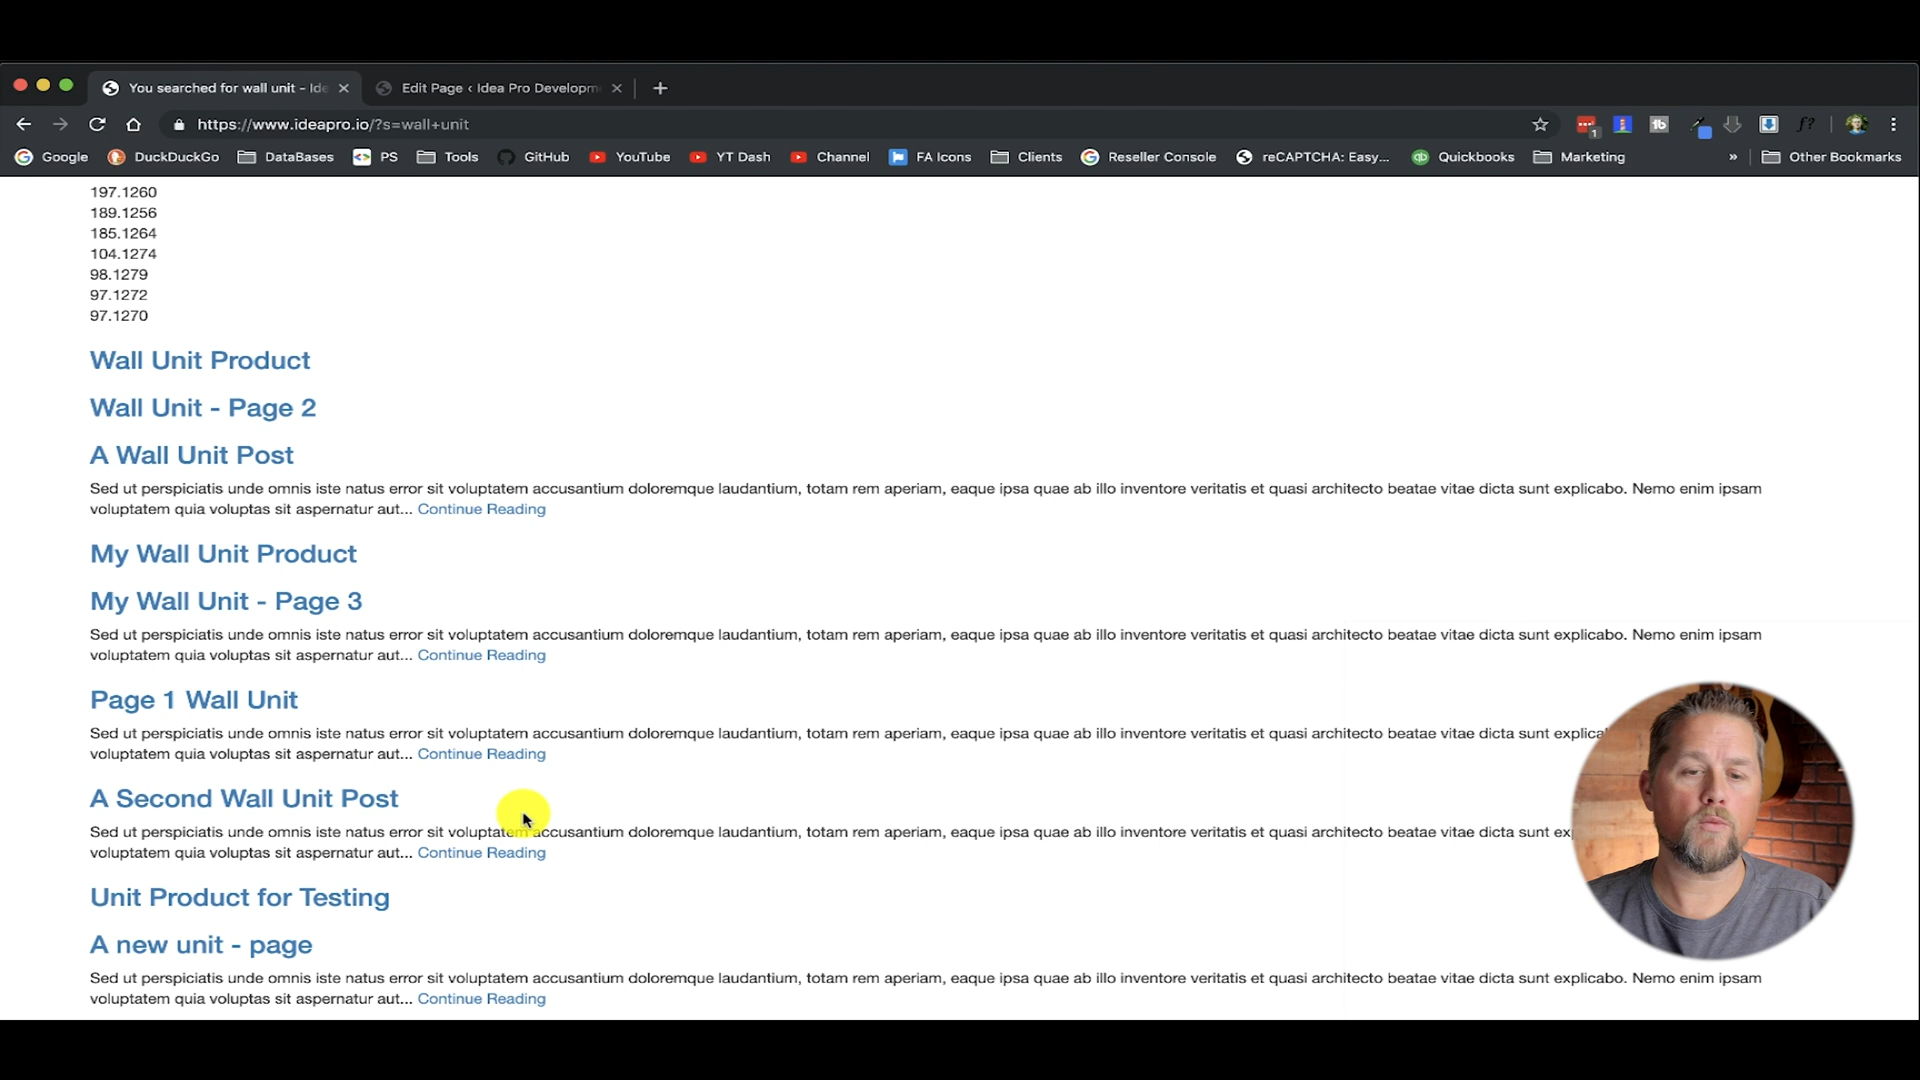 You searched for wall unit – Ide
Edit Page ‹ Idea Pro Developm
https://www.ideapro.io/?s=wall+unit
1
tb
f?
Google
DuckDuckGo
DataBases
PS
Tools
GitHub
YouTube
YT Dash
Channel
FA Icons
Clients
Reseller Console
reCAPTCHA: Easy...
qb
Quickbooks
Marketing
»
Other Bookmarks
197.1260
189.1256
185.1264
104.1274
98.1279
97.1272
97.1270
Wall Unit Product
Wall Unit - Page 2
A Wall Unit Post
Sed ut perspiciatis unde omnis iste natus error sit voluptatem accusantium doloremque laudantium, totam rem aperiam, eaque ipsa quae ab illo inventore veritatis et quasi architecto beatae vitae dicta sunt explicabo. Nemo enim ipsam
voluptatem quia voluptas sit aspernatur aut... Continue Reading
My Wall Unit Product
My Wall Unit - Page 3
Sed ut perspiciatis unde omnis iste natus error sit voluptatem accusantium doloremque laudantium, totam rem aperiam, eaque ipsa quae ab illo inventore veritatis et quasi architecto beatae vitae dicta sunt explicabo. Nemo enim ipsam
voluptatem quia voluptas sit aspernatur aut... Continue Reading
Page 1 Wall Unit
Sed ut perspiciatis unde omnis iste natus error sit voluptatem accusantium doloremque laudantium, totam rem aperiam, eaque ipsa quae ab illo inventore veritatis et quasi architecto beatae vitae dicta sunt explica
voluptatem quia voluptas sit aspernatur aut... Continue Reading
A Second Wall Unit Post
Sed ut perspiciatis unde omnis iste natus error sit voluptatem accusantium doloremque laudantium, totam rem aperiam, eaque ipsa quae ab illo inventore veritatis et quasi architecto beatae vitae dicta sunt ex
voluptatem quia voluptas sit aspernatur aut... Continue Reading
Unit Product for Testing
A new unit - page
Sed ut perspiciatis unde omnis iste natus error sit voluptatem accusantium doloremque laudantium, totam rem aperiam, eaque ipsa quae ab illo inventore veritatis et quasi architecto beatae vitae dicta sunt explicabo. Nemo enim ipsam
voluptatem quia voluptas sit aspernatur aut... Continue Reading